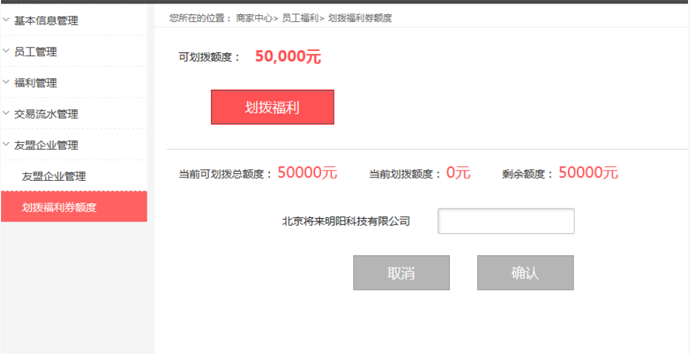 基本信息管理
员工管理
福利管理
交易流水管理
友盟企业管理
友盟企业管理
划拨福利券额度
您所在的位置： 商家中心> 员工福利> 划拨福利券额度
可划拨额度： 50,000元
划拨福利
当前可划拨总额度：50000元 当前划拨额度：0元 剩余额度：50000元
北京将来明阳科技有限公司
取消 确认